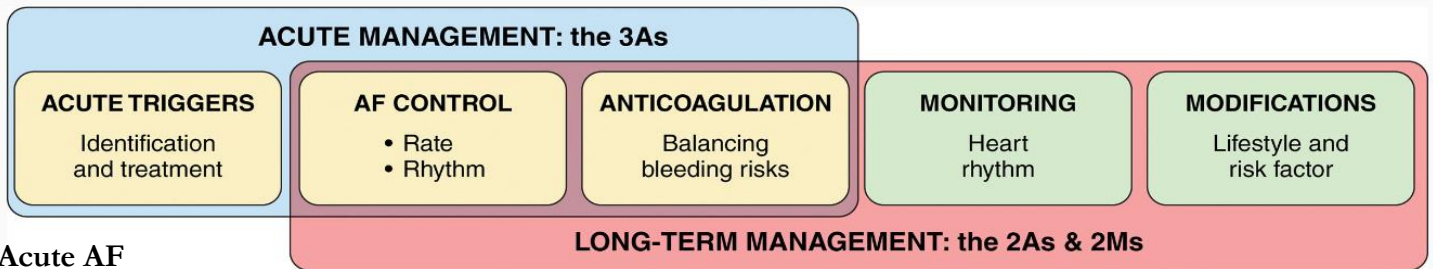 ACUTE MANAGEMENT: the 3As
ACUTE TRIGGERS
Identification
and treatment
AF CONTROL
• Rate
• Rhythm
ANTICOAGULATION
Balancing
bleeding risks
MONITORING
Heart
rhythm
MODIFICATIONS
Lifestyle and
risk factor
LONG-TERM MANAGEMENT: the 2As & 2Ms
Acute AF